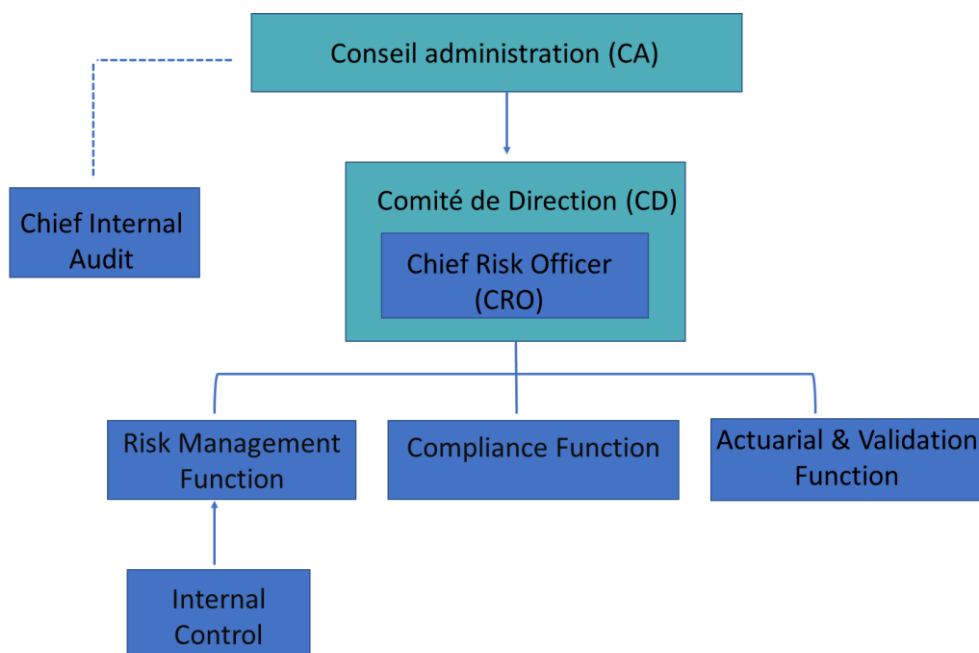 Conseil administration (CA)
Comité de Direction (CD)
Chief Internal
Audit
Chief Risk Officer
(CRO)
Risk Management
Function
Compliance Function
Actuarial & Validation
Function
Internal
Control